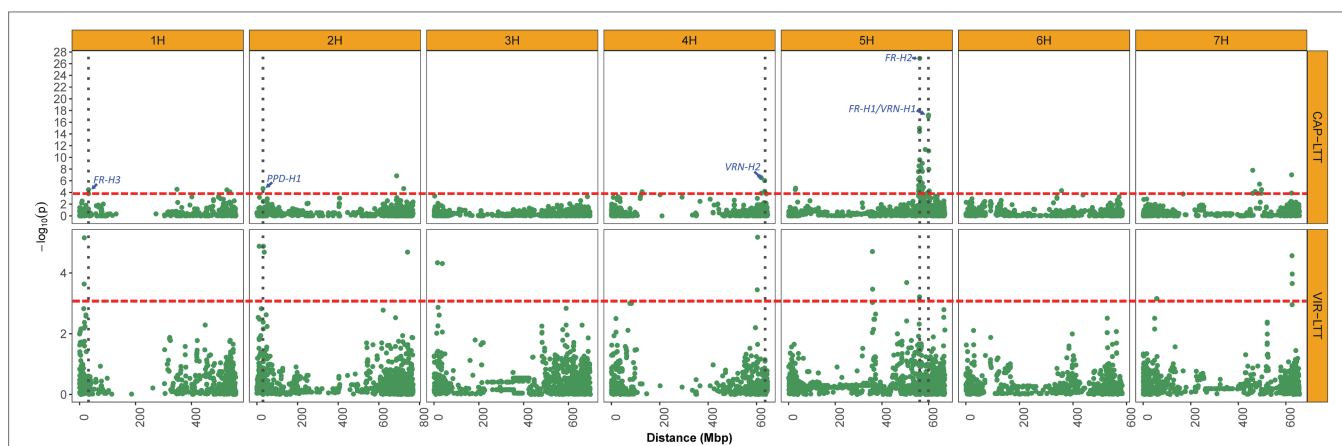 1H 2H 3H 4H 5H 6H 7H
28
26
24
22
20
18
16
14
12
10
8
6
4
2
0
FR-H3
PPD-H1
VRN-H2
FR-H2
FR-H1/VRN-H1
CAP-LTT
−log10(p)
4
2
0
VIR-LTT
0 200 400 0 200 400 600 800 0 200 400 600 0 200 400 600 0 200 400 600 0 200 400 600 0 200 400 600
Distance (Mbp)